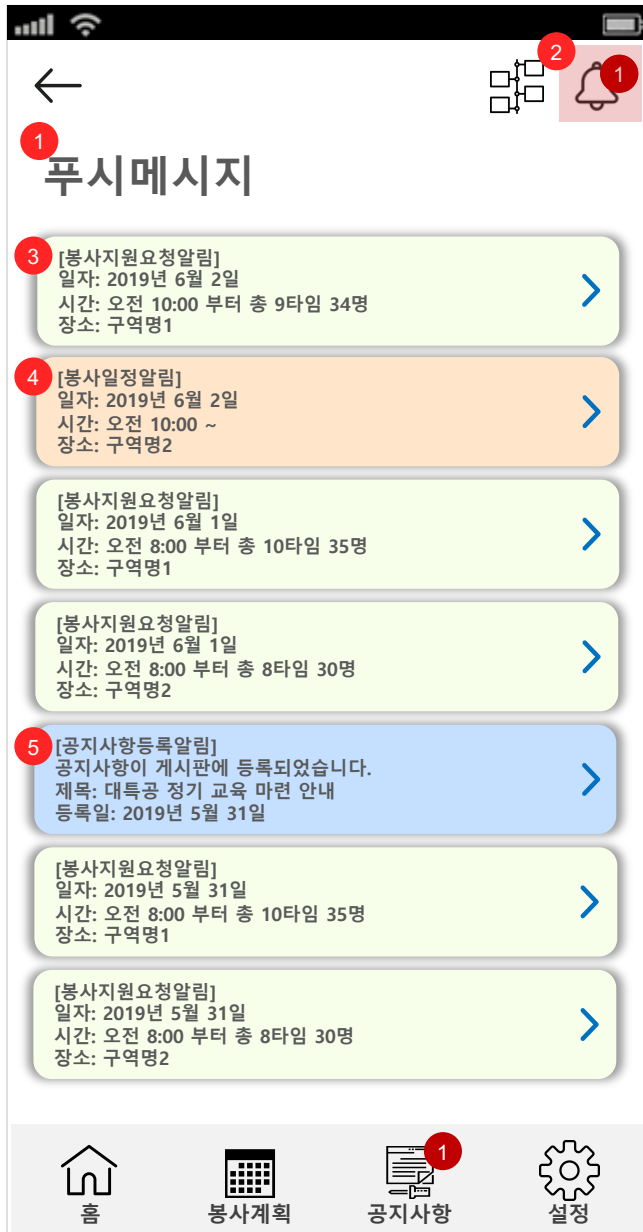 2
1
1
푸시메시지
3
[봉사지원요청알림]
일자: 2019년 6월 2일
시간: 오전 10:00 부터 총 9타임 34명
장소: 구역명1
4
[봉사일정알림]
일자: 2019년 6월 2일
시간: 오전 10:00 ~
장소: 구역명2
[봉사지원요청알림]
일자: 2019년 6월 1일
시간: 오전 8:00 부터 총 10타임 35명
장소: 구역명1
[봉사지원요청알림]
일자: 2019년 6월 1일
시간: 오전 8:00 부터 총 8타임 30명
장소: 구역명2
5
[공지사항등록알림]
공지사항이 게시판에 등록되었습니다.
제목: 대특공 정기 교육 마련 안내
등록일: 2019년 5월 31일
[봉사지원요청알림]
일자: 2019년 5월 31일
시간: 오전 8:00 부터 총 10타임 35명
장소: 구역명1
[봉사지원요청알림]
일자: 2019년 5월 31일
시간: 오전 8:00 부터 총 8타임 30명
장소: 구역명2
1
홈 봉사계획 공지사항 설정